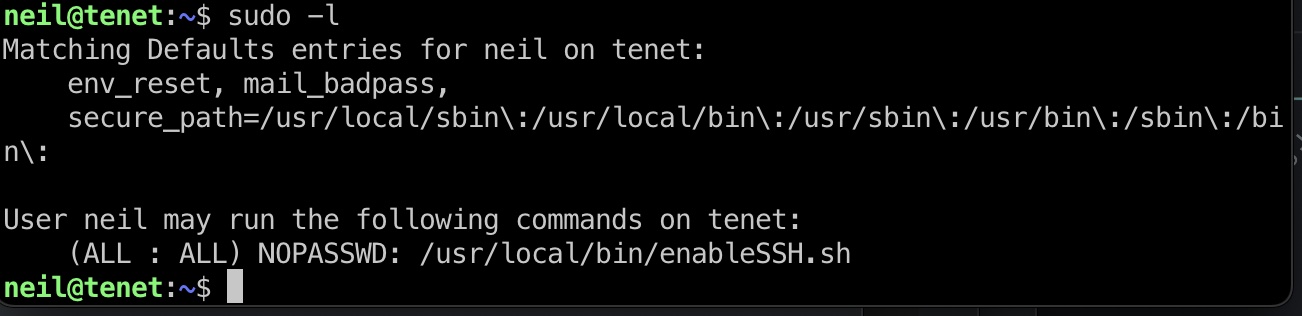 neil@tenet:~$ sudo -l
Matching Defaults entries for neil on tenet:
    env_reset, mail_badpass,
    secure_path=/usr/local/sbin\:/usr/local/bin\:/usr/sbin\:/usr/bin\:/sbin\:/bi
n\:

User neil may run the following commands on tenet:
    (ALL : ALL) NOPASSWD: /usr/local/bin/enableSSH.sh
neil@tenet:~$